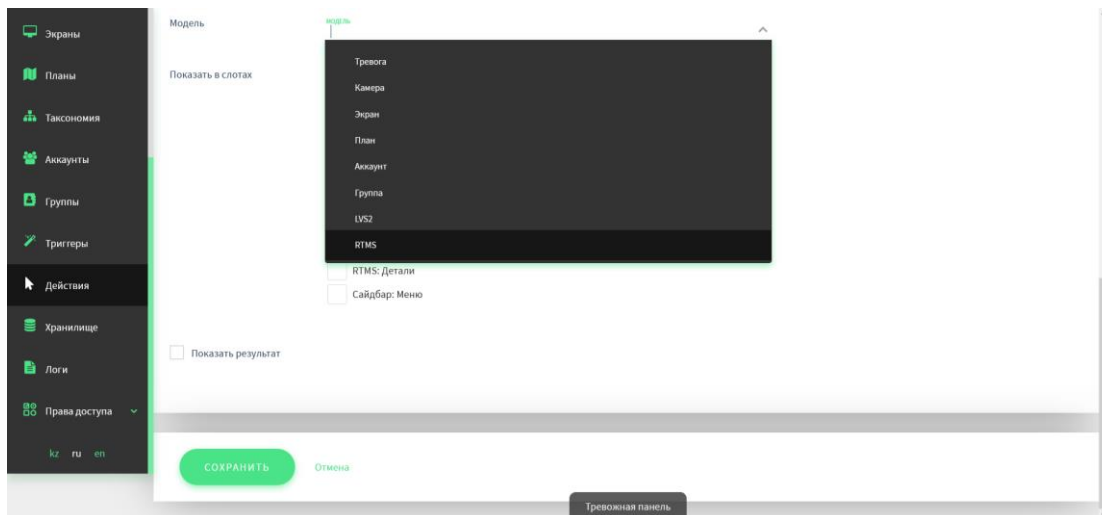 Экраны
Планы
Таксономия
Аккаунты
Группы
Триггеры
Действия
Хранилище
Логи
Права доступа
kz ru en
Модель
модель
Тревога
Камера
Экран
План
Аккаунт
Группа
LVS2
RTMS
Показать в слотах
RTMS: Детали
Сайдбар: Меню
Показать результат
СОХРАНИТЬ Отмена
Тревожная панель